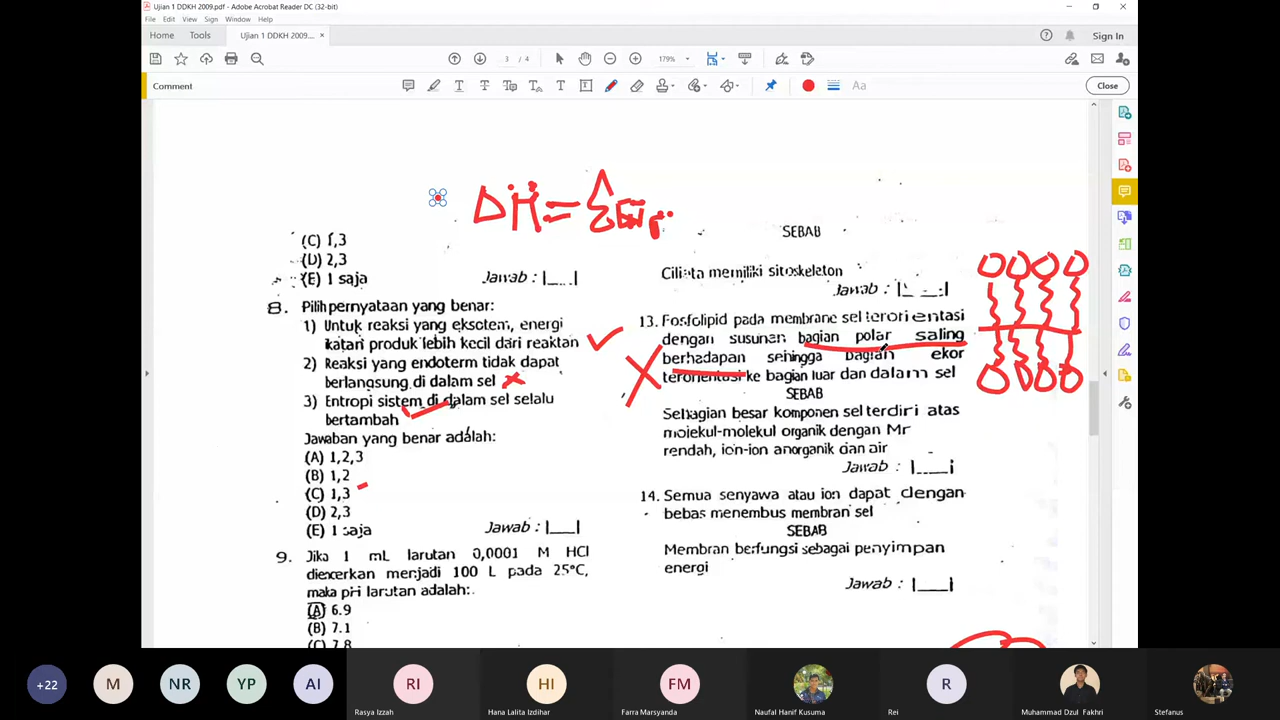 Ujian 1 DDKH 2009.pdf - Adobe Acrobat Reader DC (32-bit)
File Edit View Sign Window Help
Home Tools Ujian 1 DDKH 2009.... × Sign In
3 / 4 179%
Comment Aa Close
ΔH =
(C) 1,3
(D) 2,3
(E) 1 saja Jawab : |____|
8. Pilih pernyataan yang benar:
1) Untuk reaksi yang eksotem, energi
ikatan produk lebih kecil dari reaktan
2) Reaksi yang endoterm tidak dapat
berlangsung di dalam sel
3) Entropi sistem di dalam sel selalu
bertambah
Jawaban yang benar adalah:
(A) 1,2,3
(B) 1,2
(C) 1,3
(D) 2,3
(E) 1 saja Jawab : |____|
9. Jika 1 mL larutan 0,0001 M HCl
diencerkan menjadi 100 L pada 25°C,
maka pH larutan adalah:
(A) 6.9
(B) 7.1
(C) 7.8
SEBAB
Ciliata memiliki sitoskeleton
Jawab : |____|
13. Fosfolipid pada membrane sel terorientasi
dengan susunan bagian polar saling
berhadapan sehingga bagian ekor
terorientasi ke bagian luar dan dalam sel
SEBAB
Sebagian besar komponen sel terdiri atas
molekul-molekul organik dengan Mr
rendah, ion-ion anorganik dan air
Jawab : |____|
14. Semua senyawa atau ion dapat dengan
bebas menembus membran sel
SEBAB
Membran berfungsi sebagai penyimpan
energi
Jawab : |____|
+22 M NR YP AI RI HI FM R
Rasya Izzah Hana Lalita Izdihar Farra Marsyanda Naufal Hanif Kusuma Rei Muhammad Dzul Fakhri Stefanus